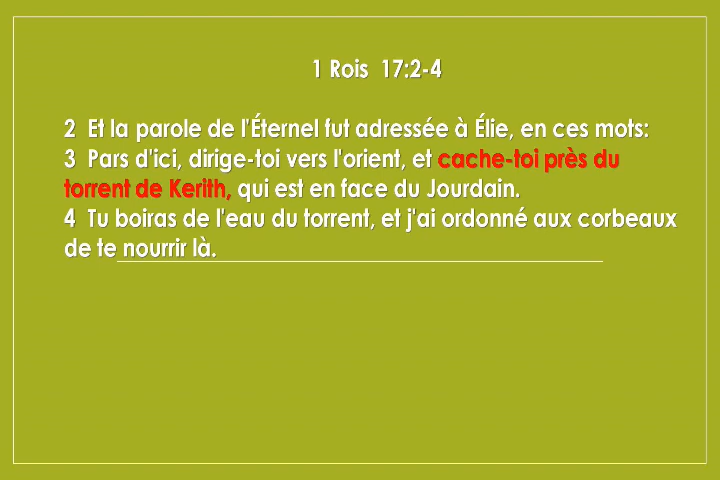 1 Rois  17:2-4
2  Et la parole de l'Éternel fut adressée à Élie, en ces mots:
3  Pars d'ici, dirige-toi vers l'orient, et cache-toi près du
torrent de Kerith, qui est en face du Jourdain.
4  Tu boiras de l'eau du torrent, et j'ai ordonné aux corbeaux
de te nourrir là.